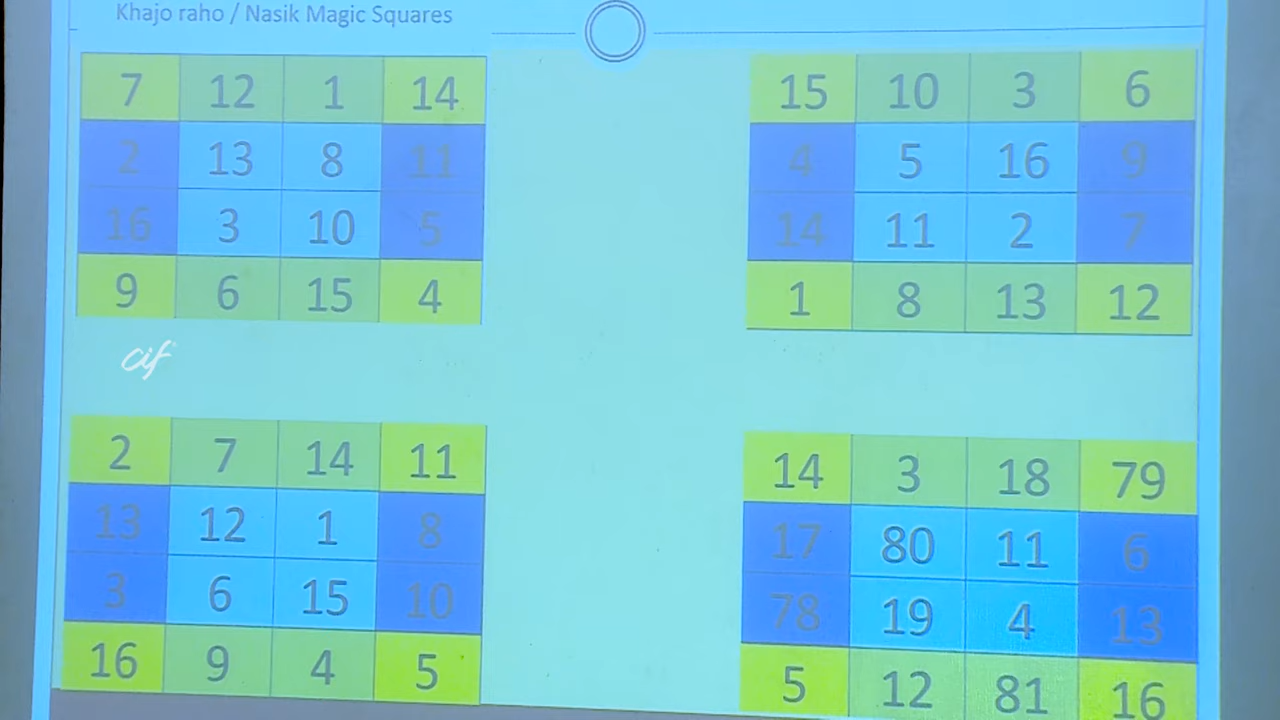 Khajo raho / Nasik Magic Squares
7 12 1 14
2 13 8 11
16 3 10 5
9 6 15 4
15 10 3 6
4 5 16 9
14 11 2 7
1 8 13 12
cif
2 7 14 11
13 12 1 8
3 6 15 10
16 9 4 5
14 3 18 79
17 80 11 6
78 19 4 13
5 12 81 16